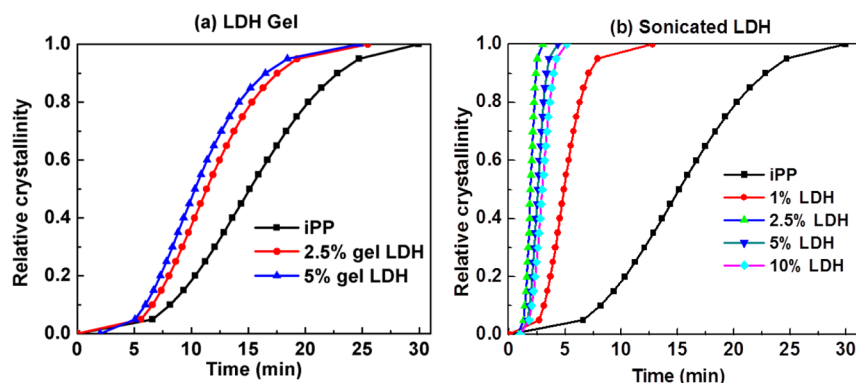 (a) LDH Gel
Relative crystallinity
1.0
0.8
0.6
0.4
0.2
0.0
iPP
2.5% gel LDH
5% gel LDH
0 5 10 15 20 25 30
Time (min)
(b) Sonicated LDH
Relative crystallinity
1.0
0.8
0.6
0.4
0.2
0.0
iPP
1% LDH
2.5% LDH
5% LDH
10% LDH
0 5 10 15 20 25 30
Time (min)